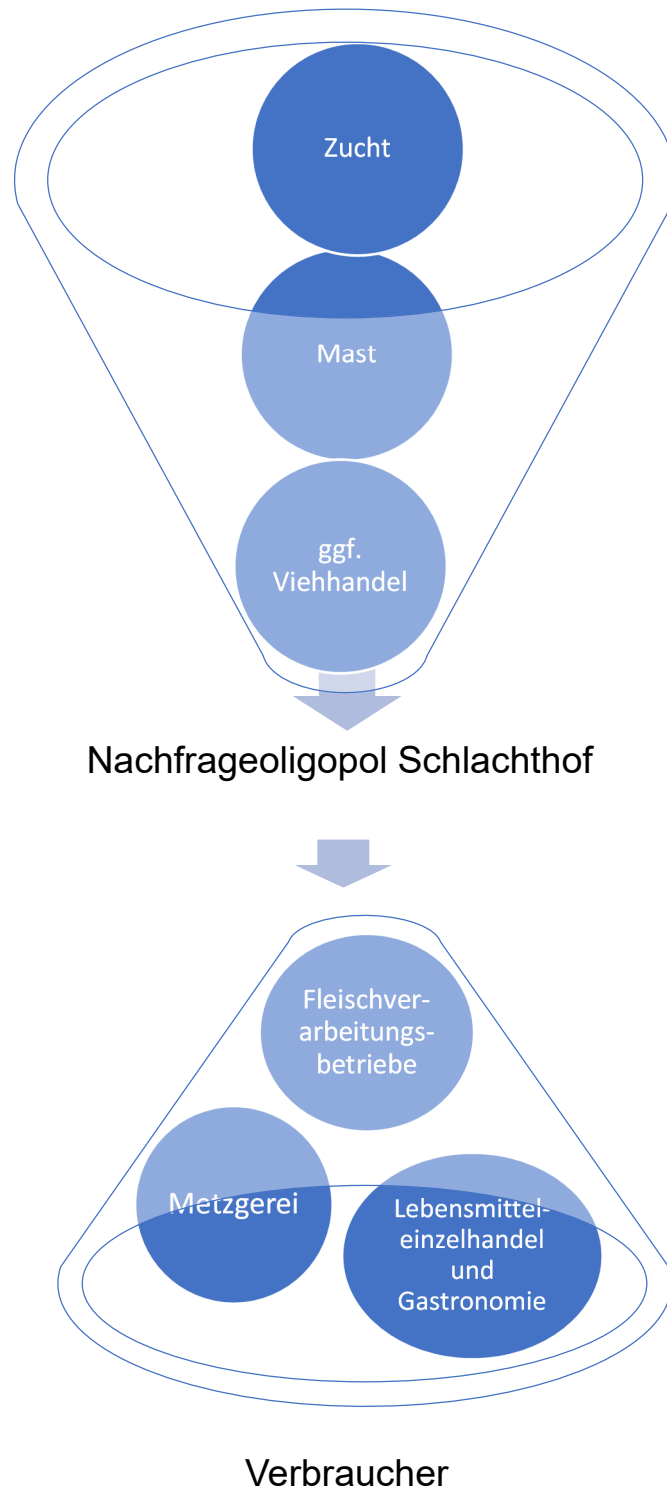 Zucht
Mast
ggf.
Viehhandel
Nachfrageoligopol Schlachthof
Fleischver-
arbeitungs-
betriebe
Metzgerei
Lebensmittel-
einzelhandel
und
Gastronomie
Verbraucher